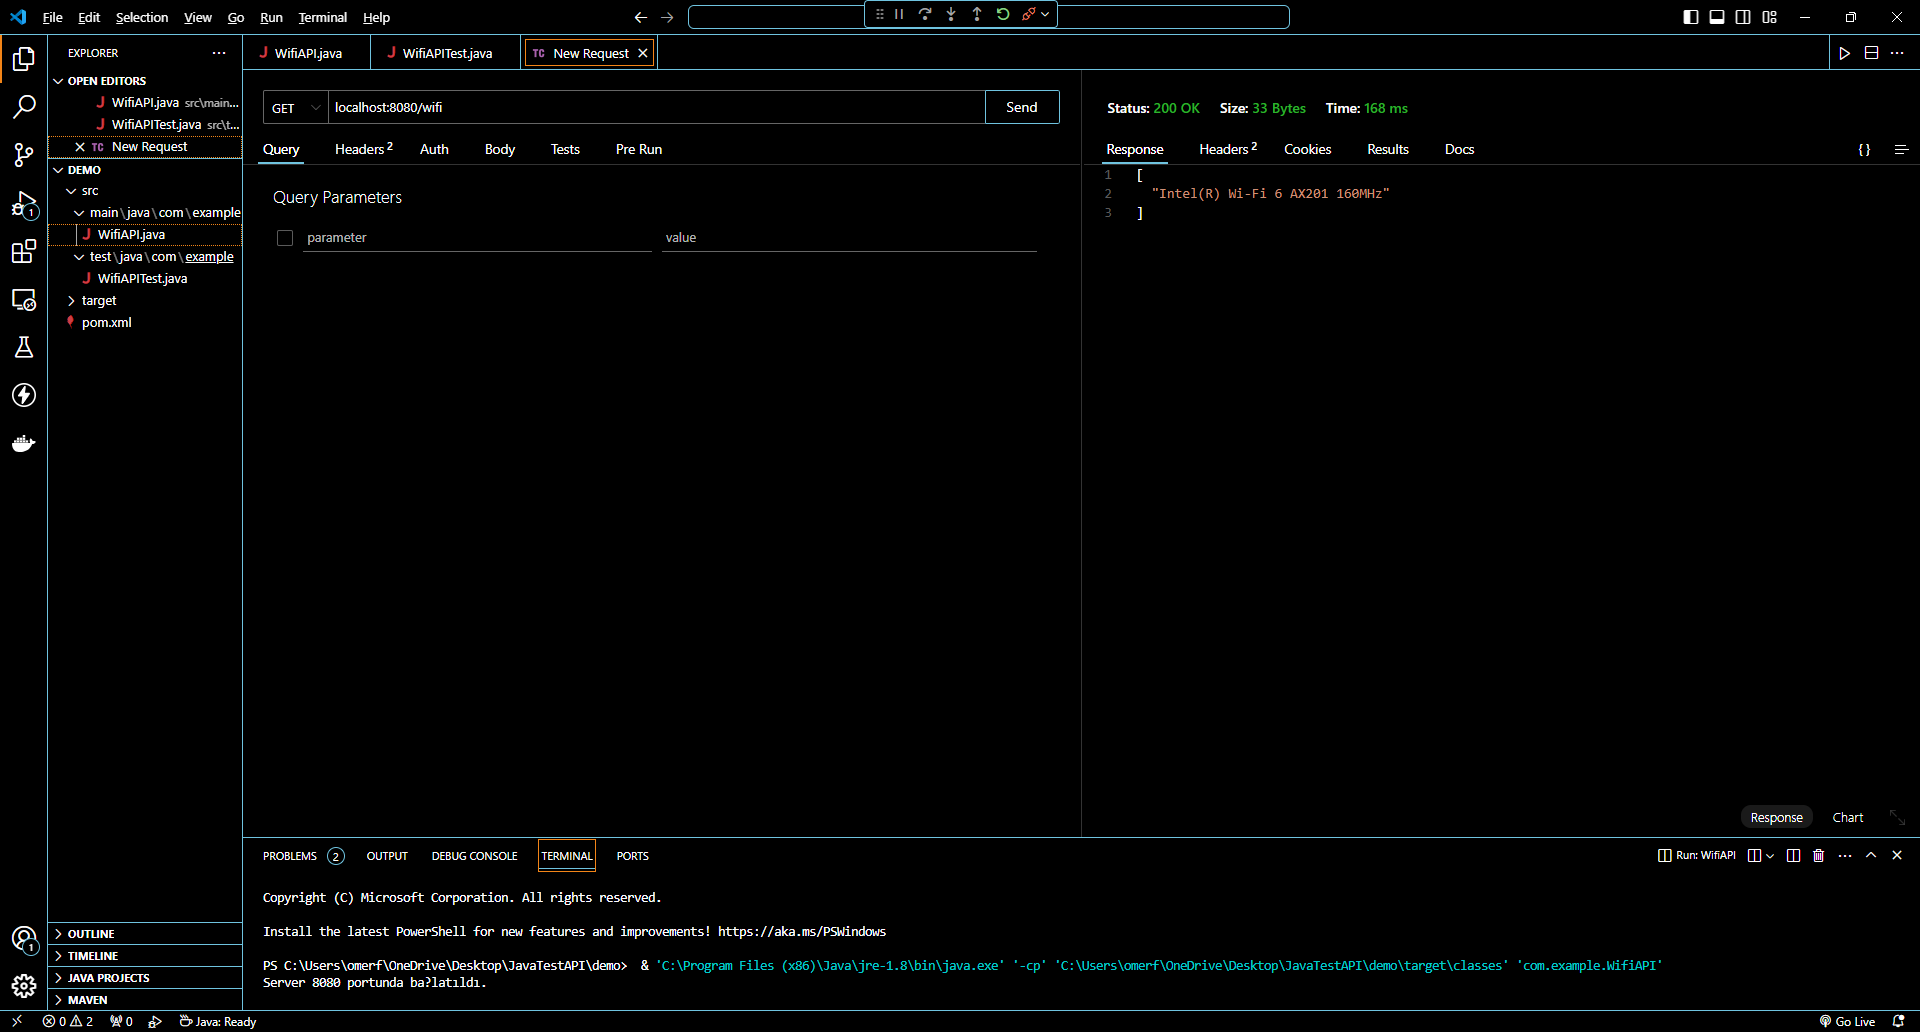 File Edit Selection View Go Run Terminal Help
EXPLORER
OPEN EDITORS
WifiAPI.java src\main...
WifiAPITest.java src\t...
TC New Request
DEMO
src
main\java\com\example
WifiAPI.java
test\java\com\example
WifiAPITest.java
target
pom.xml
OUTLINE
TIMELINE
JAVA PROJECTS
MAVEN
1
1
WifiAPI.java
WifiAPITest.java
TC New Request
GET localhost:8080/wifi Send
Query Headers 2 Auth Body Tests Pre Run
Query Parameters
parameter value
Status: 200 OK Size: 33 Bytes Time: 168 ms
Response Headers 2 Cookies Results Docs {}
1 [
2 "Intel(R) Wi-Fi 6 AX201 160MHz"
3 ]
Response Chart
PROBLEMS 2 OUTPUT DEBUG CONSOLE TERMINAL PORTS Run: WifiAPI
Copyright (C) Microsoft Corporation. All rights reserved.
Install the latest PowerShell for new features and improvements! https://aka.ms/PSWindows
PS C:\Users\omerf\OneDrive\Desktop\JavaTestAPI\demo> & 'C:\Program Files (x86)\Java\jre-1.8\bin\java.exe' '-cp' 'C:\Users\omerf\OneDrive\Desktop\JavaTestAPI\demo\target\classes' 'com.example.WifiAPI'
Server 8080 portunda ba?latıldı.
0 2 0 Java: Ready Go Live